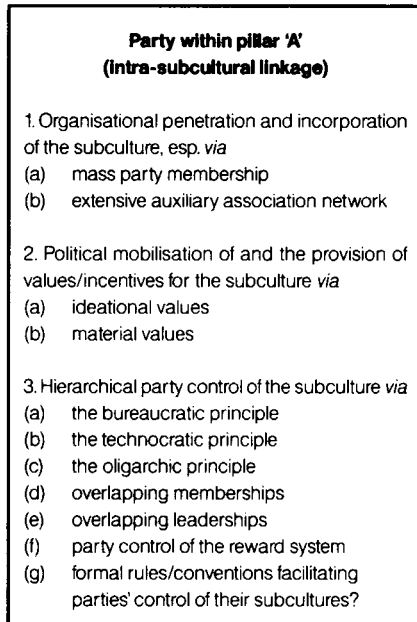 Party within pillar 'A'
(intra-subcultural linkage)
1. Organisational penetration and incorporation
of the subculture, esp. via
(a) mass party membership
(b) extensive auxiliary association network
2. Political mobilisation of and the provision of
values/incentives for the subculture via
(a) ideational values
(b) material values
3. Hierarchical party control of the subculture via
(a) the bureaucratic principle
(b) the technocratic principle
(c) the oligarchic principle
(d) overlapping memberships
(e) overlapping leaderships
(f) party control of the reward system
(g) formal rules/conventions facilitating
parties' control of their subcultures?